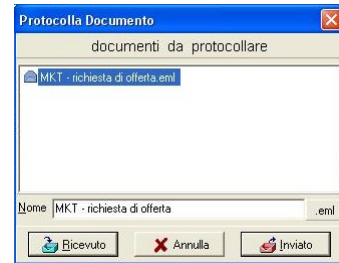 Protocolla Documento
documenti da protocollare
MKT - richiesta di offerta.eml
Nome MKT - richiesta di offerta .eml
Ricevuto Annulla Inviato